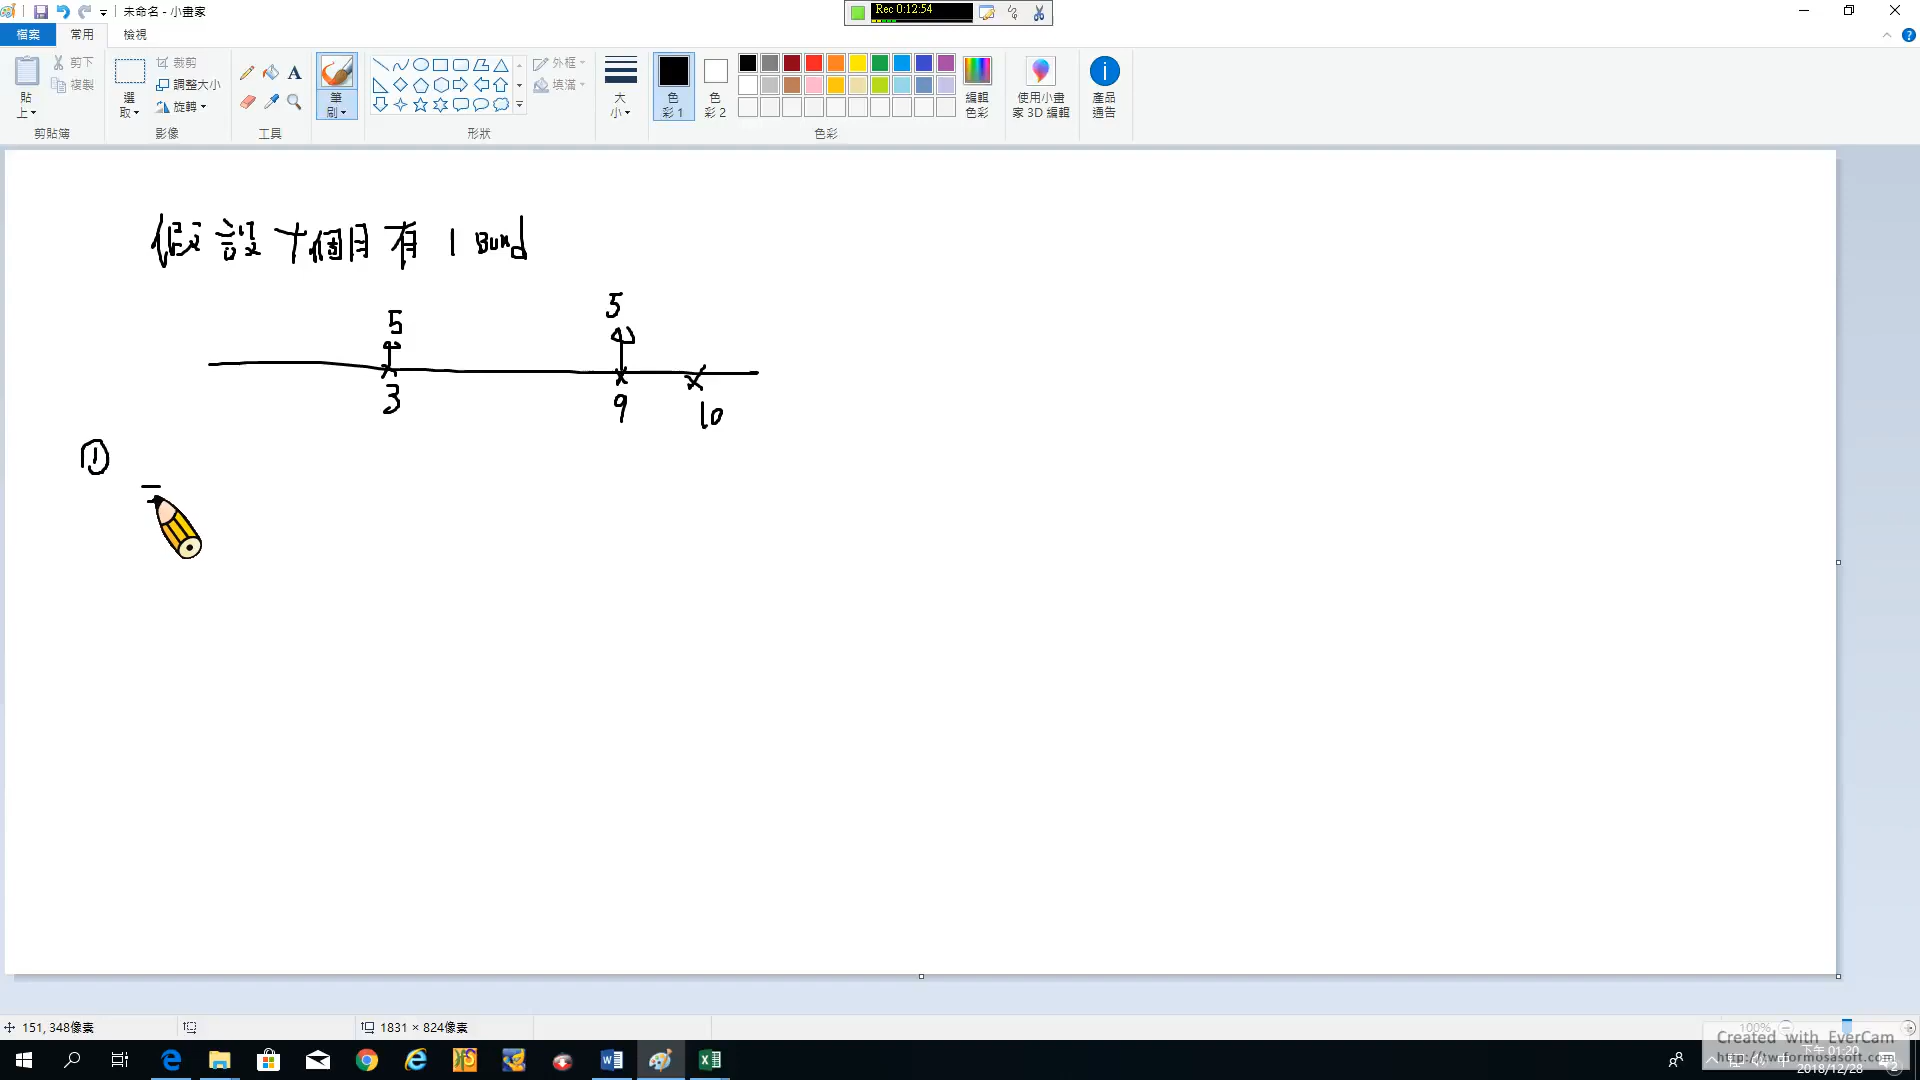 未命名 - 小畫家
Rec 0:12:54
檔案 常用 檢視
貼上 剪下 複製 剪貼簿
選取 裁剪 調整大小 旋轉 影像
A
工具
筆刷
形狀
外框 填滿
大小
色彩 1 色彩 2 色彩
編輯色彩
使用小畫家 3D 編輯
產品通告
假設十個月有 1 Bond
5 5
3 9 10
①
151, 348像素
1831 × 824像素
100%
Created with EverCam
http://tw.formosasoft.com
下午 01:20
2018/12/28